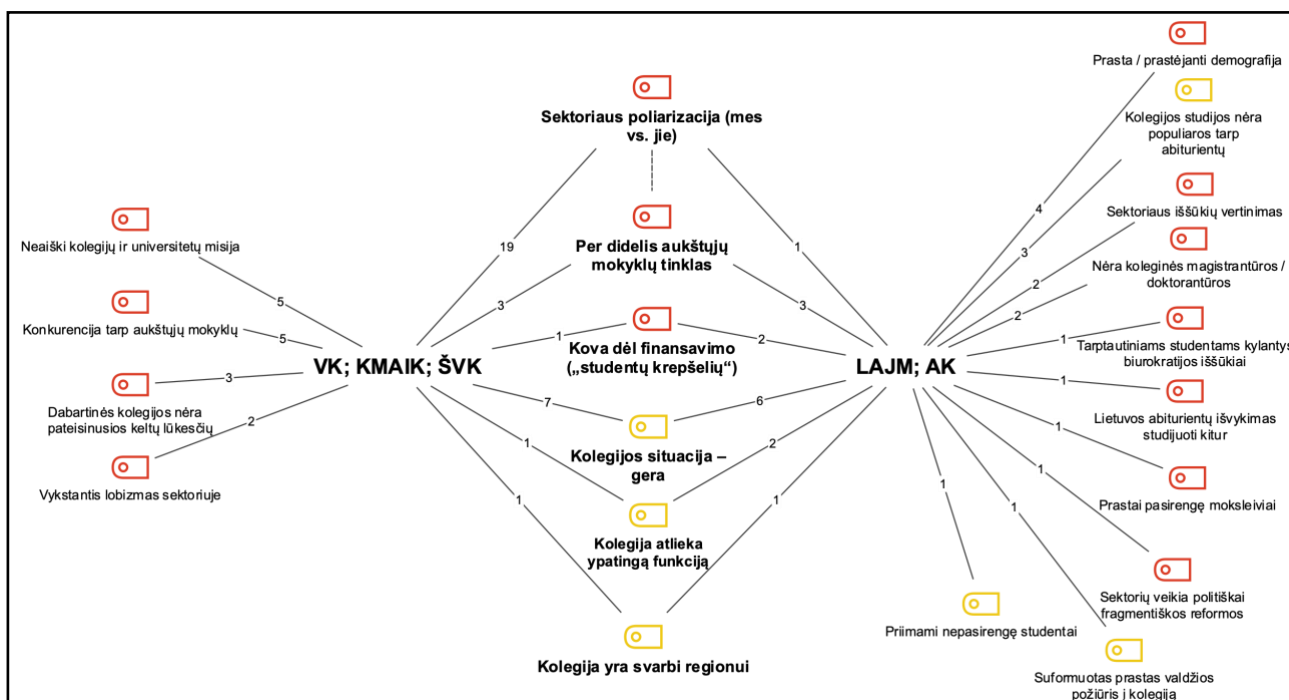 Prasta / prastėjanti demografija
Sektoriaus poliarizacija (mes
vs. jie)
Kolegijos studijos nėra
populiaros tarp
abiturientų
Neaiški kolegijų ir universitetų misija
Per didelis aukštųjų
mokyklų tinklas
Sektoriaus iššūkių vertinimas
Nėra koleginės magistrantūros /
doktorantūros
19
1
4
3
2
2
5
3
3
Konkurencija tarp aukštųjų mokyklų
5
1
2
1
Kova dėl finansavimo
(„studentų krepšelių“)
Tarptautiniams studentams kylantys
biurokratijos iššūkiai
VK; KMAIK; ŠVK
LAJM; AK
3
1
Dabartinės kolegijos nėra
pateisinusios keltų lūkesčių
7
6
Lietuvos abiturientų išvykimas
studijuoti kitur
2
1
2
1
Kolegijos situacija –
gera
Vykstantis lobizmas sektoriuje
1
1
1
1
1
Prastai pasirengę moksleiviai
Kolegija atlieka
ypatingą funkciją
Sektorių veikia politiškai
fragmentiškos reformos
Priimami nepasirengę studentai
Kolegija yra svarbi regionui
Suformuotas prastas valdžios
požiūris į kolegiją